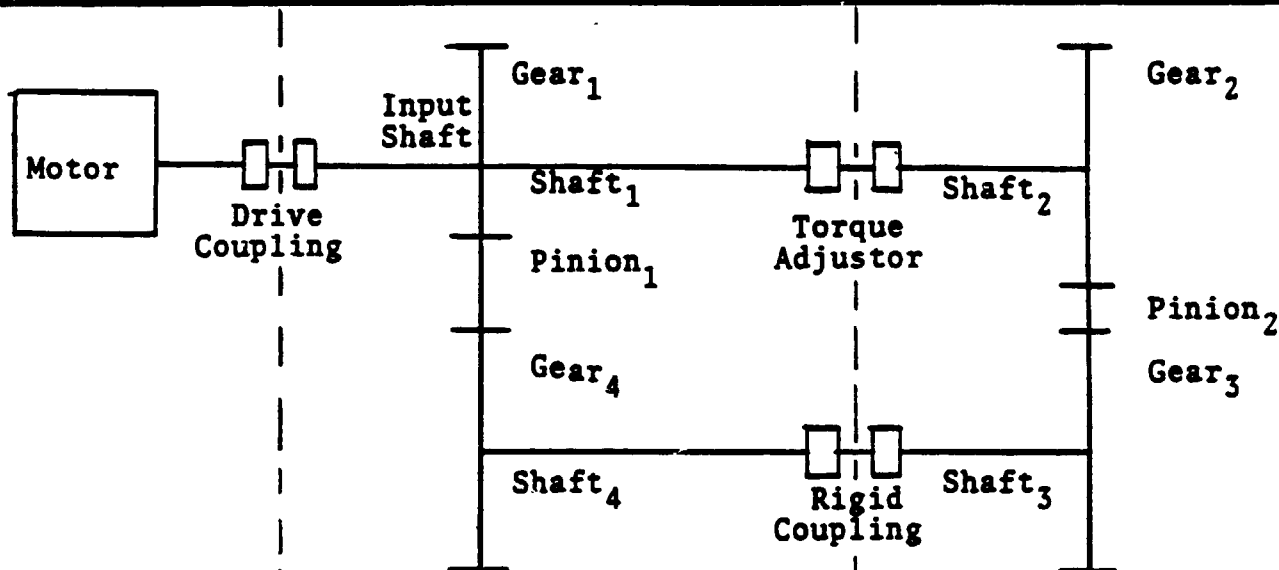 Gear₁
Gear₂
Input
Shaft
Motor
Shaft₁
Shaft₂
Drive
Coupling
Torque
Adjustor
Pinion₁
Pinion₂
Gear₄
Gear₃
Shaft₄
Shaft₃
Rigid
Coupling